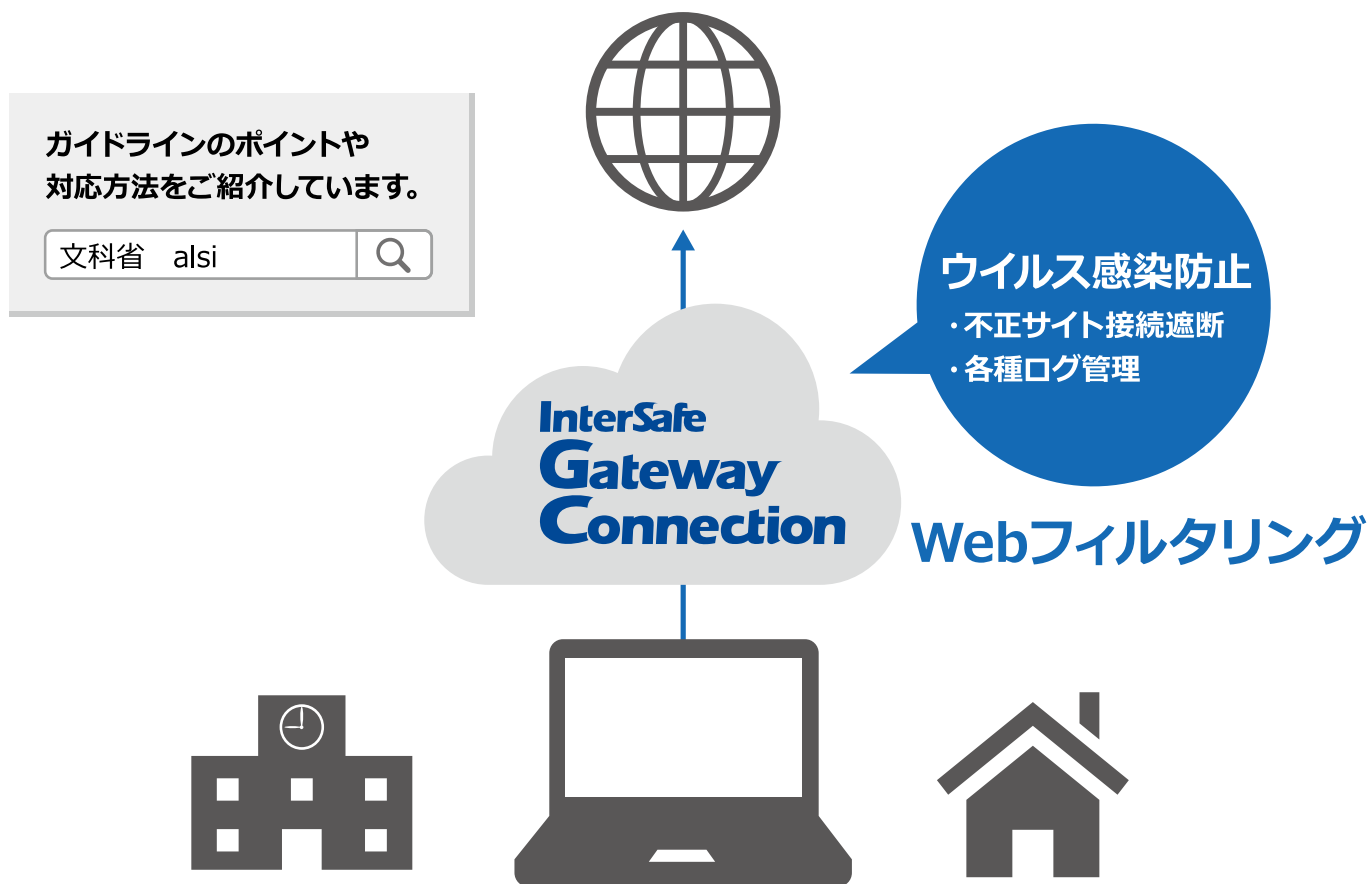 ガイドラインのポイントや
対応方法をご紹介しています。
文科省　alsi
ウイルス感染防止
・不正サイト接続遮断
・各種ログ管理
InterSafe
Gateway
Connection
Webフィルタリング